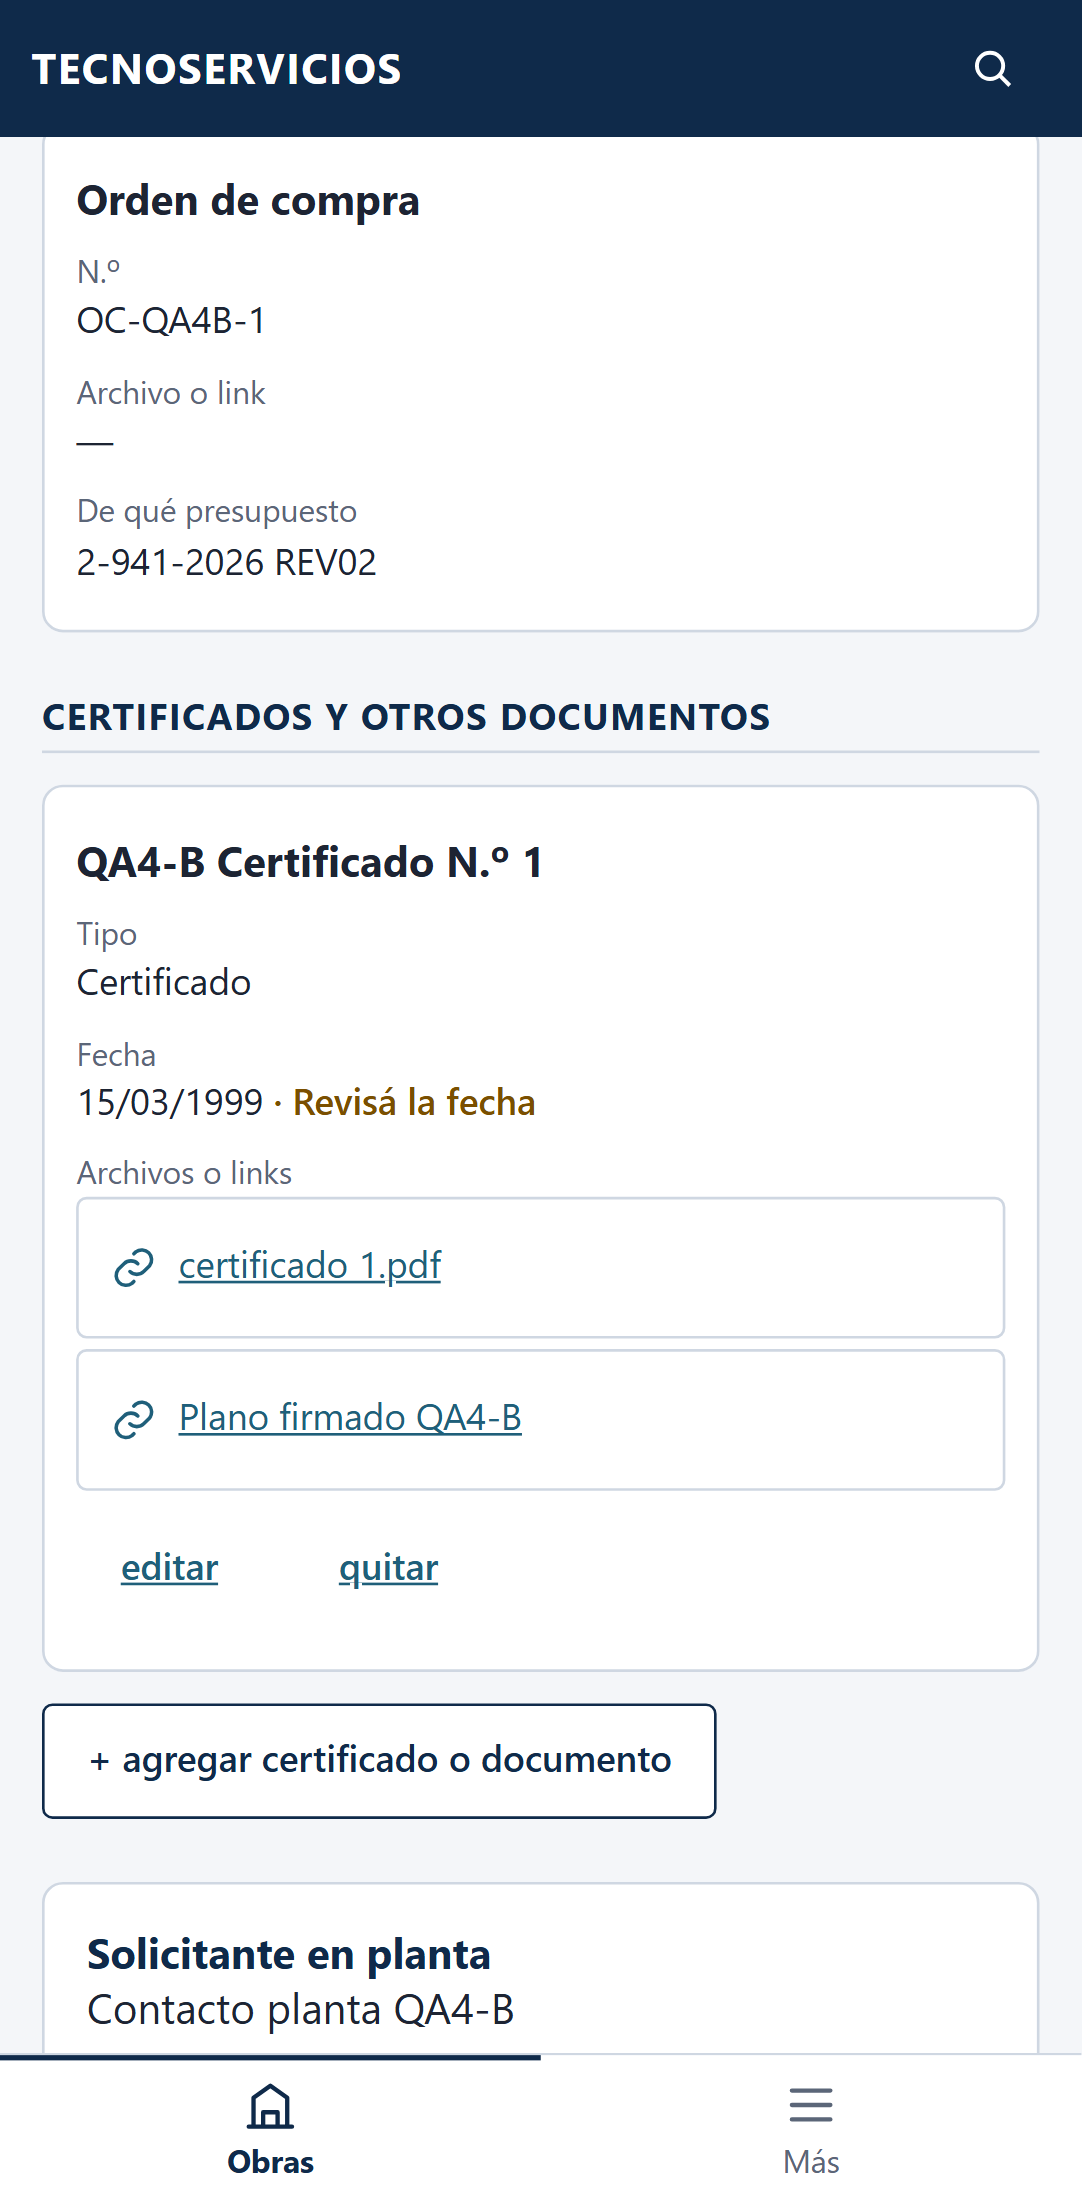 TECNOSERVICIOS
Orden de compra
N.º
OC-QA4B-1
Archivo o link
—
De qué presupuesto
2-941-2026 REV02
CERTIFICADOS Y OTROS DOCUMENTOS
QA4-B Certificado N.º 1
Tipo
Certificado
Fecha
15/03/1999 · Revisá la fecha
Archivos o links
certificado 1.pdf
Plano firmado QA4-B
editar quitar
+ agregar certificado o documento
Solicitante en planta
Contacto planta QA4-B
Obras Más